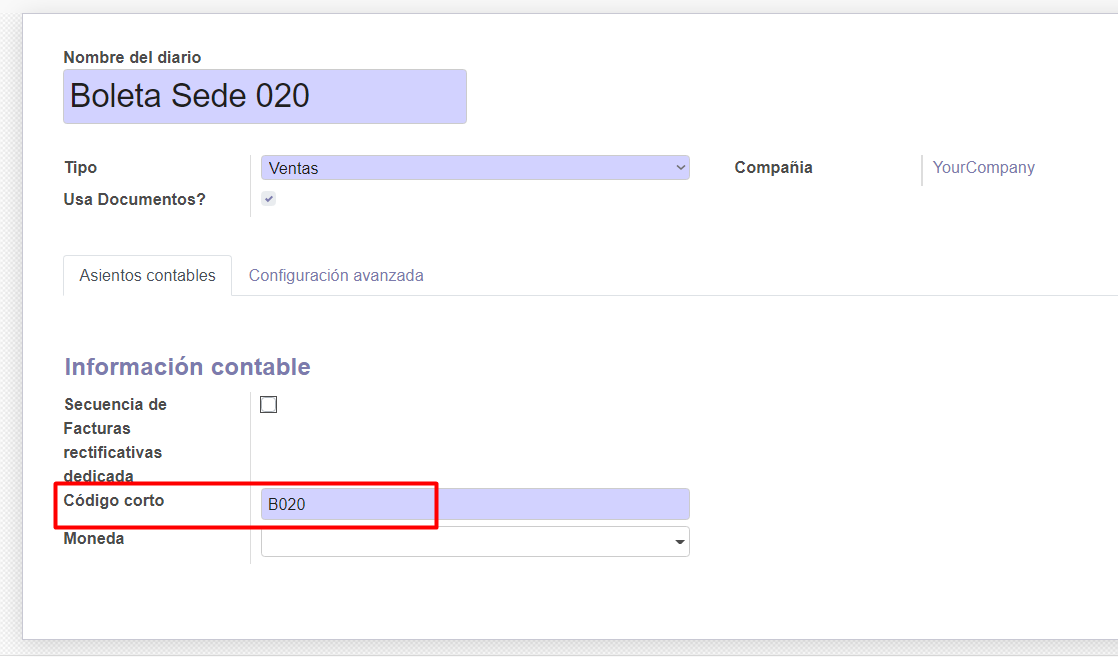 Nombre del diario
Boleta Sede 020
Tipo
Ventas
Compañia
YourCompany
Usa Documentos?
Asientos contables
Configuración avanzada
Información contable
Secuencia de
Facturas
rectificativas
dedicada
Código corto
B020
Moneda